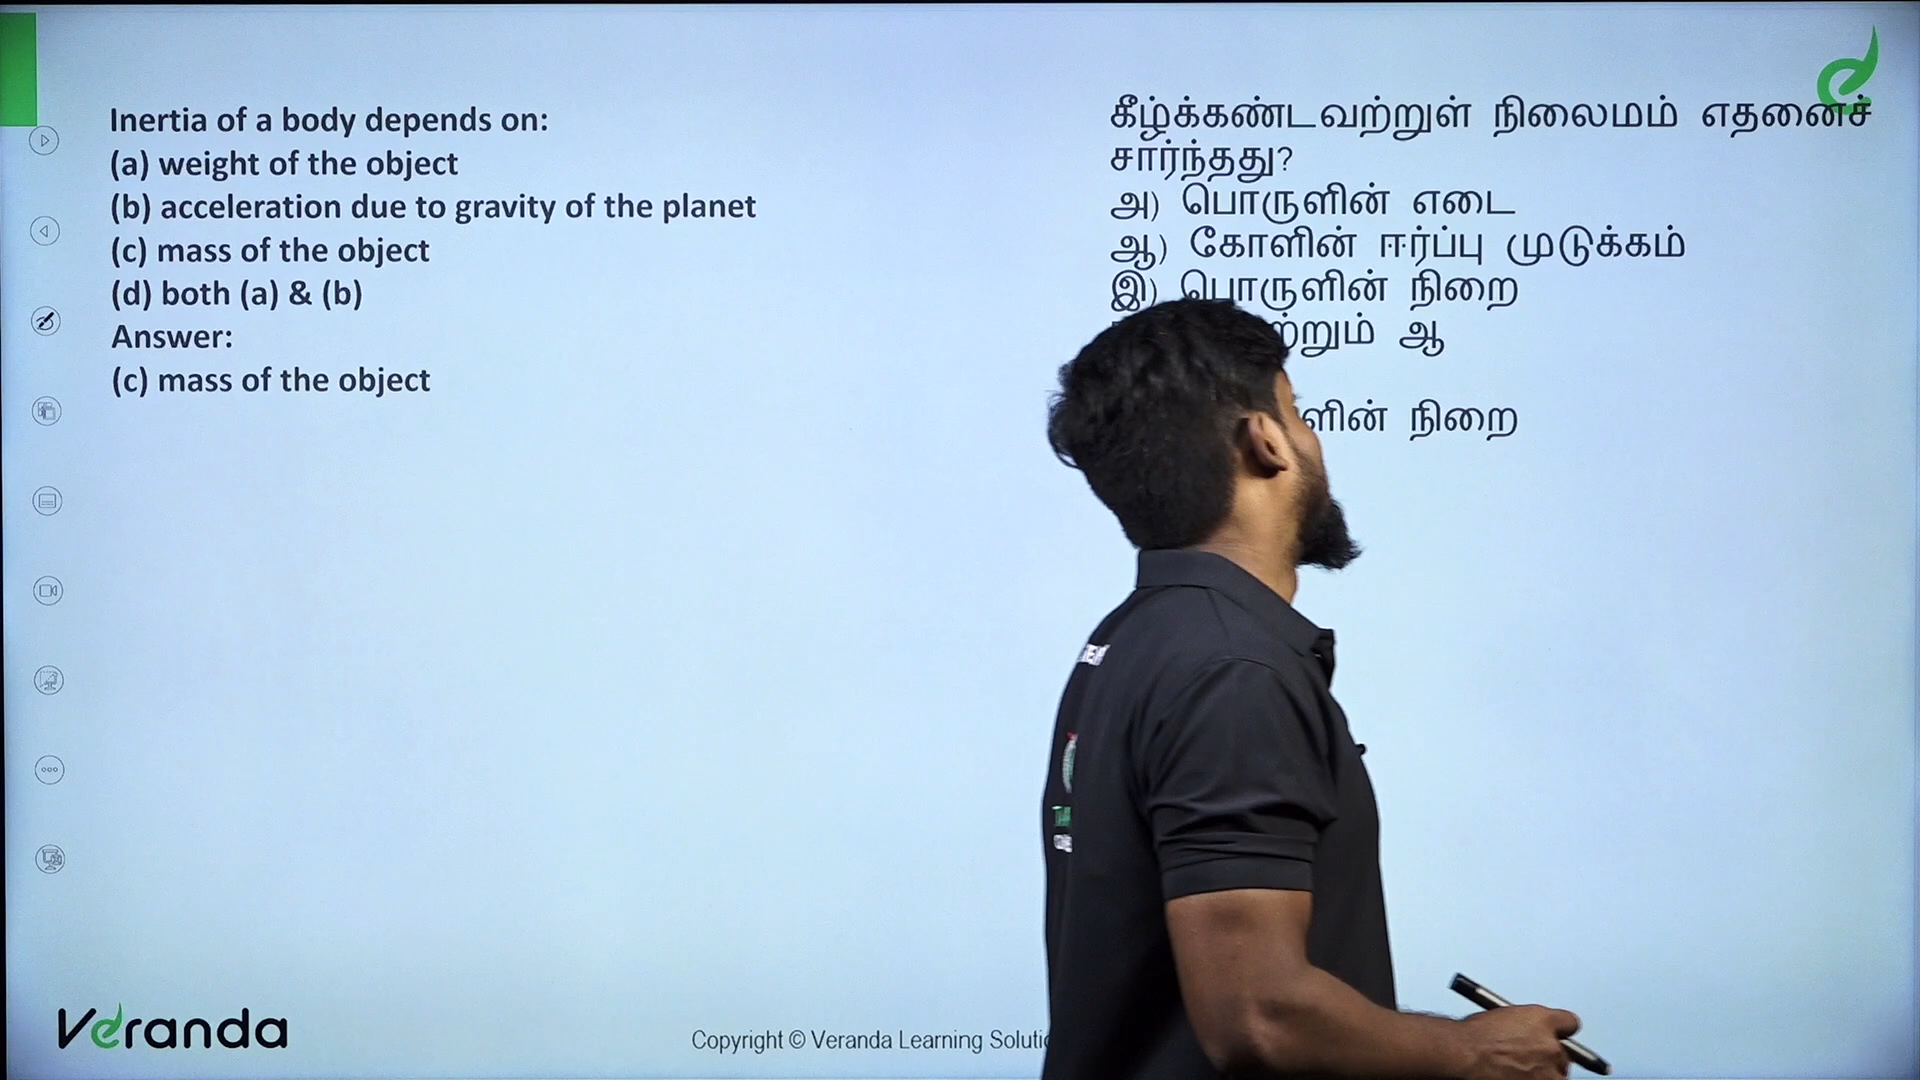 Inertia of a body depends on:
(a) weight of the object
(b) acceleration due to gravity of the planet
(c) mass of the object
(d) both (a) & (b)
Answer:
(c) mass of the object
கீழ்க்கண்டவற்றுள் நிலைமம் எதனைச்
சார்ந்தது?
அ) பொருளின் எடை
ஆ) கோளின் ஈர்ப்பு முடுக்கம்
இ) பொருளின் நிறை
ஆ
நிறை
Veranda
Copyright © Veranda Learning